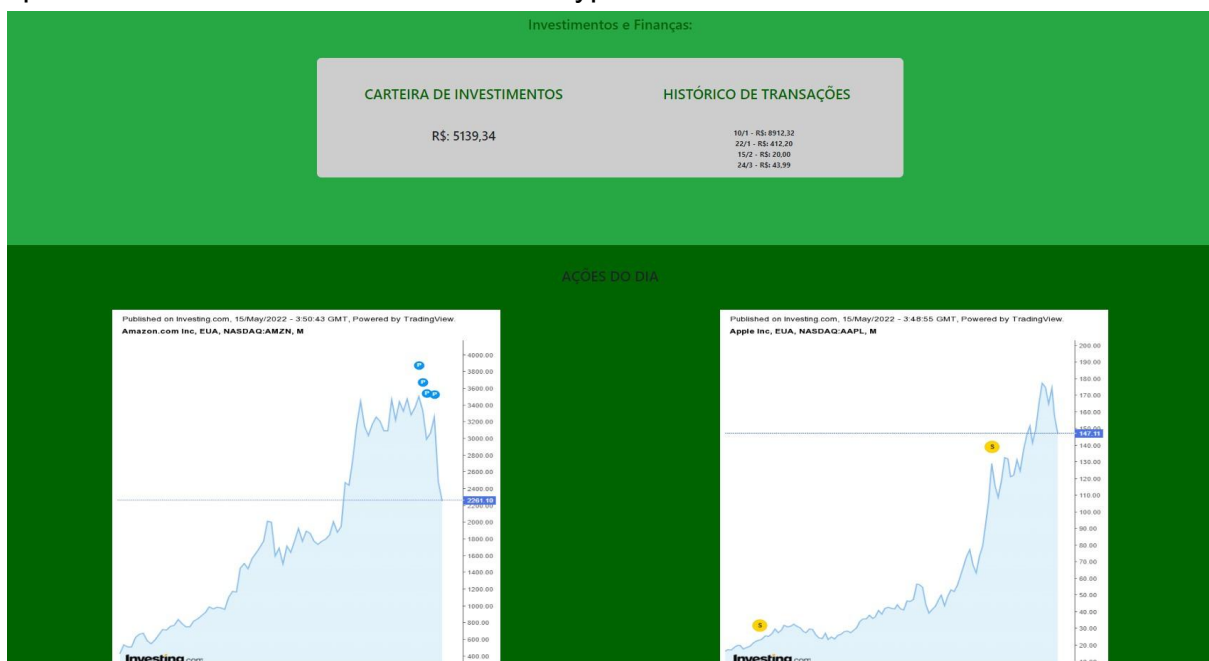 Investimentos e Finanças:
CARTEIRA DE INVESTIMENTOS
R$: 5139,34
HISTÓRICO DE TRANSAÇÕES
10/1 - R$: 8912,32
22/1 - R$: 412,20
15/2 - R$: 20,00
24/3 - R$: 43,99
AÇÕES DO DIA
Published on Investing.com, 15/May/2022 - 3:50:43 GMT, Powered by TradingView.
Amazon.com Inc, EUA, NASDAQ:AMZN, M
4000.00
3800.00
3600.00
3400.00
3200.00
3000.00
2800.00
2600.00
2400.00
2261.10
2200.00
2000.00
1800.00
1600.00
1400.00
1200.00
1000.00
800.00
600.00
400.00
P
P
P
P
Investing.com
Published on Investing.com, 15/May/2022 - 3:48:55 GMT, Powered by TradingView.
Apple Inc, EUA, NASDAQ:AAPL, M
200.00
190.00
180.00
170.00
160.00
150.00
147.11
140.00
130.00
120.00
110.00
100.00
90.00
80.00
70.00
60.00
50.00
40.00
30.00
20.00
S
S
Investing.com